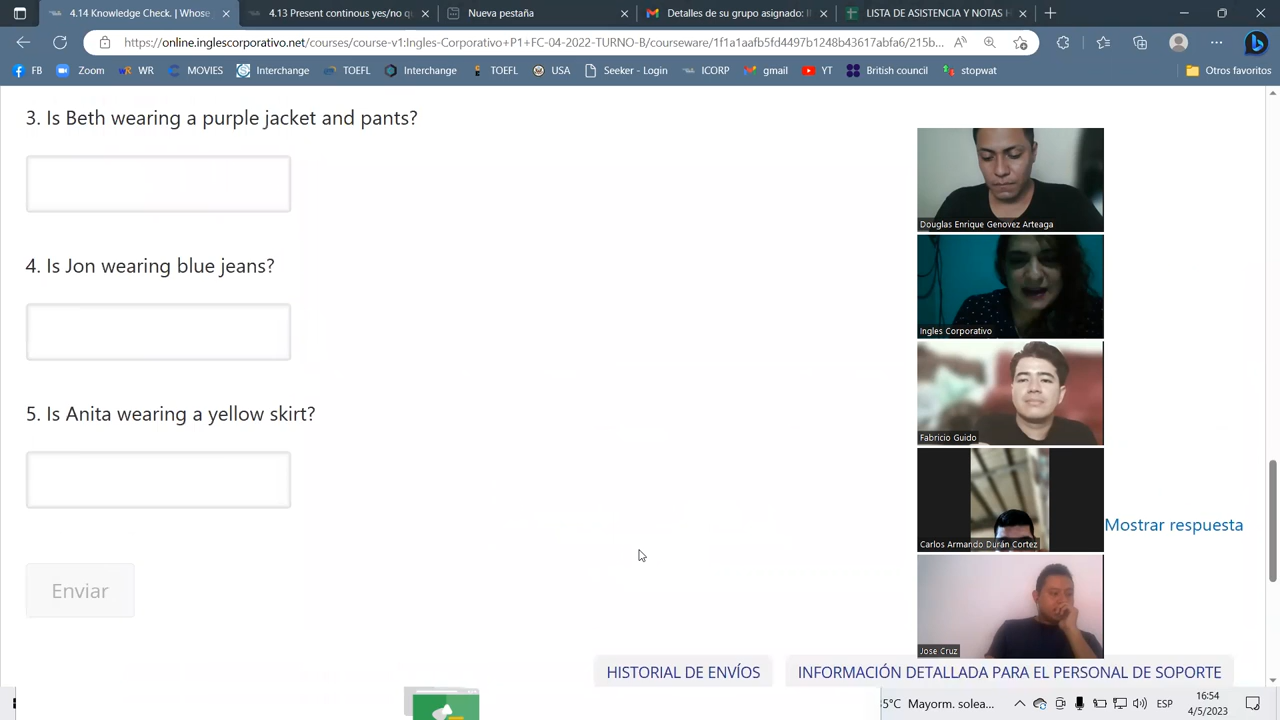 4.14 Knowledge Check. Whose
4.13 Present continuous yes/no qu
Nueva pestaña
Detalles de su grupo asignado: II
LISTA DE ASISTENCIA Y NOTAS H
https://online.inglescorporativo.net/courses/course-v1:Ingles-Corporativo+P1+FC-04-2022-TURNO-B/courseware/1f1a1aafb5fd4497b1248b43617abfa6/215b...
FB
Zoom
WR
MOVIES
Interchange
TOEFL
Interchange
TOEFL
USA
Seeker - Login
ICORP
gmail
YT
British council
stopwat
Otros favoritos
3. Is Beth wearing a purple jacket and pants?
4. Is Jon wearing blue jeans?
5. Is Anita wearing a yellow skirt?
Enviar
Douglas Enrique Genovez Arteaga
Ingles Corporativo
Fabricio Guido
Carlos Armando Durán Cortez
Jose Cruz
Mostrar respuesta
HISTORIAL DE ENVÍOS
INFORMACIÓN DETALLADA PARA EL PERSONAL DE SOPORTE
C Mayorm. solea...
ESP
16:54
4/5/2023